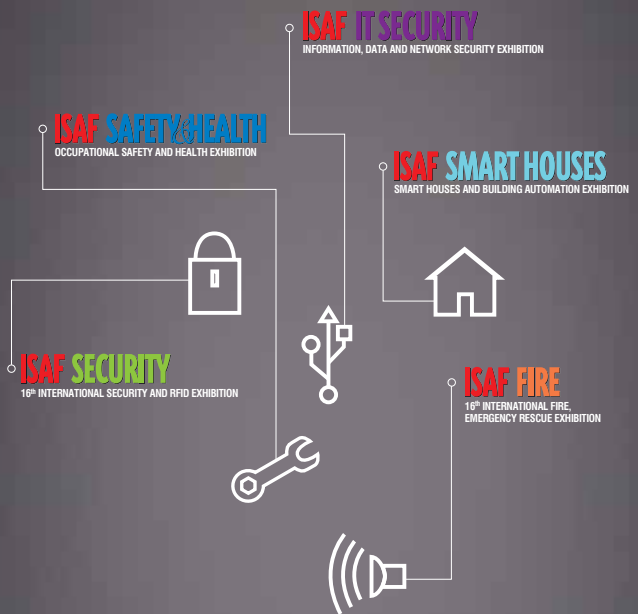 ISAF IT SECURITY
INFORMATION, DATA AND NETWORK SECURITY EXHIBITION
ISAF SAFETY&HEALTH
OCCUPATIONAL SAFETY AND HEALTH EXHIBITION
ISAF SMART HOUSES
SMART HOUSES AND BUILDING AUTOMATION EXHIBITION
ISAF SECURITY
16th INTERNATIONAL SECURITY AND RFID EXHIBITION
ISAF FIRE
16th INTERNATIONAL FIRE,
EMERGENCY RESCUE EXHIBITION